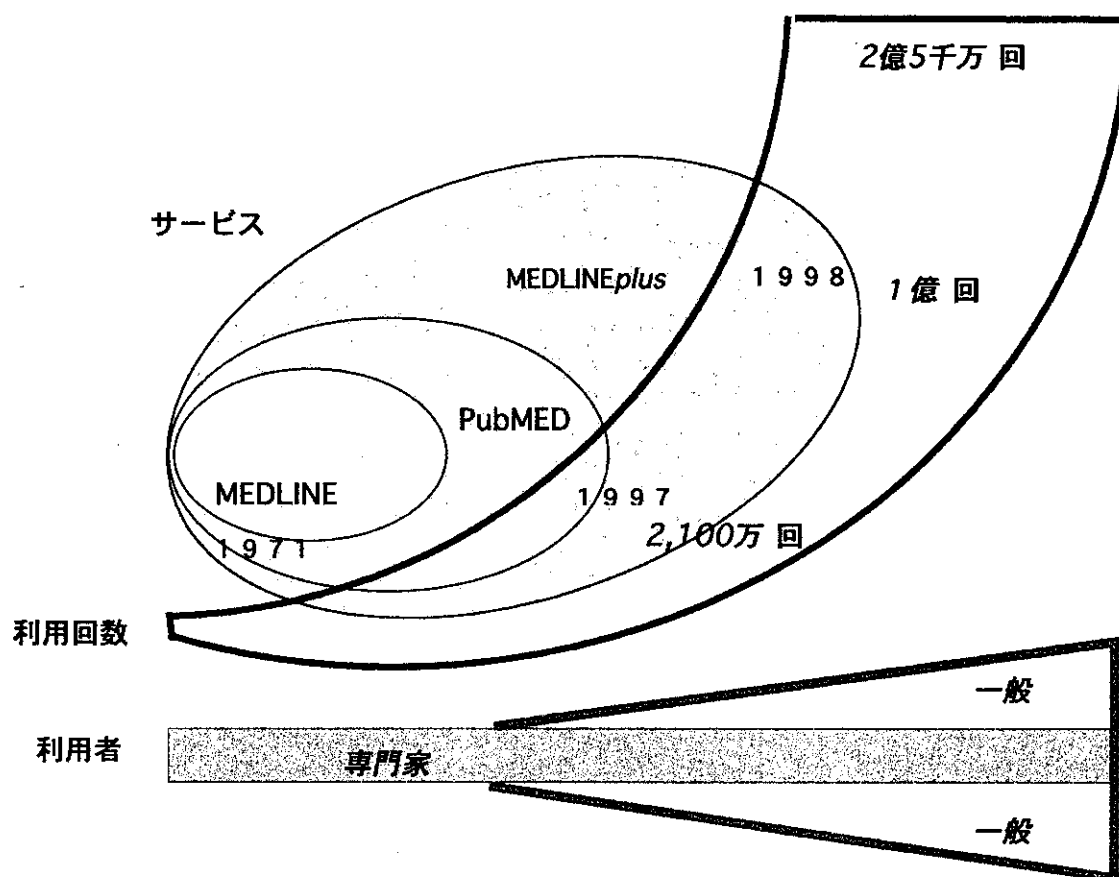 2億5千万 回
サービス
MEDLINEplus
1998
1億 回
PubMED
MEDLINE
1997
1971
2,100万 回
利用回数
一般
利用者
専門家
一般